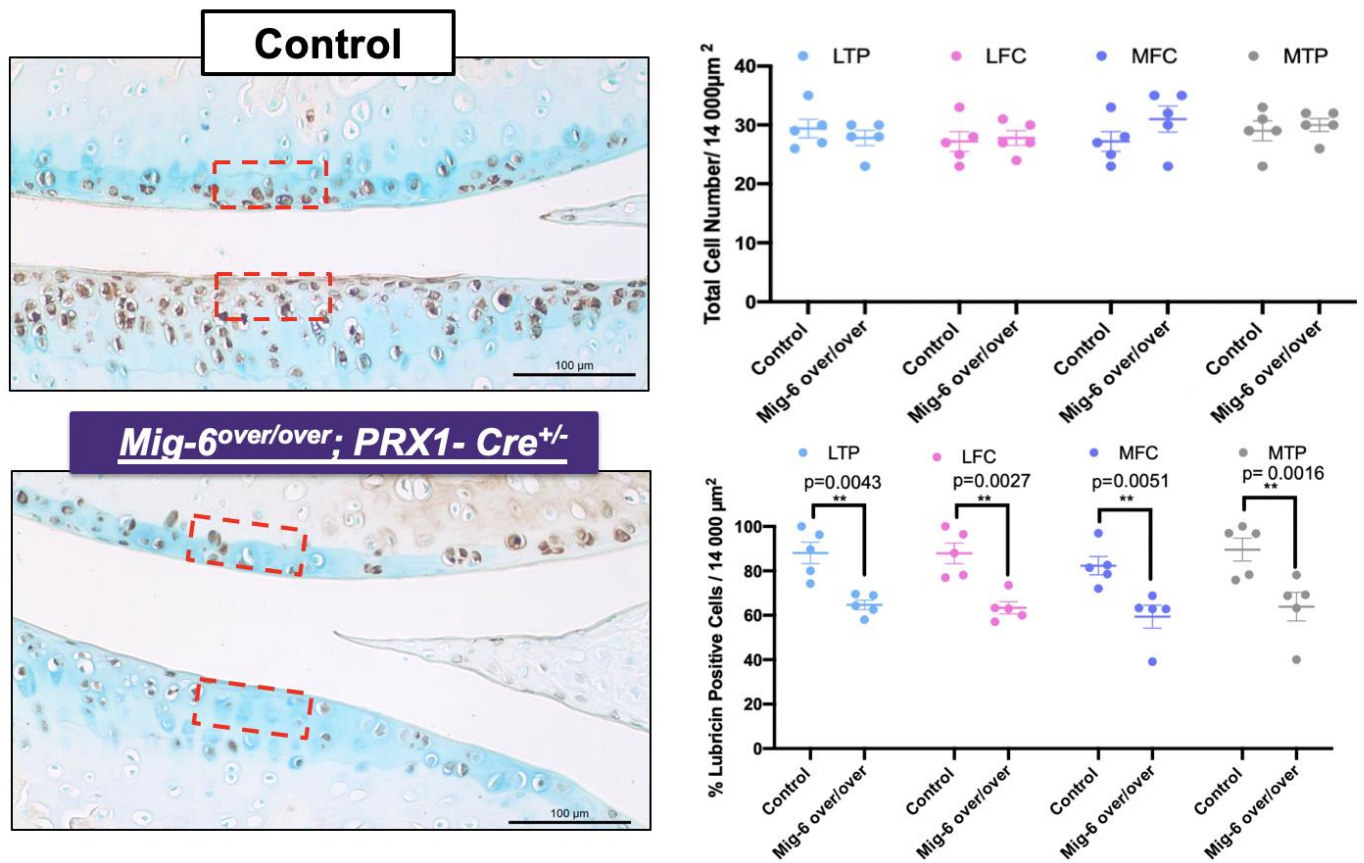 Control
100 µm
Mig-6over/over; PRX1- Cre+/-
100 µm
LTP LFC MFC MTP
Total Cell Number/ 14 000µm2
40
30
20
10
0
Control
Mig-6 over/over
Control
Mig-6 over/over
Control
Mig-6 over/over
Control
Mig-6 over/over
LTP LFC MFC MTP
p=0.0043 p=0.0027 p=0.0051 p= 0.0016
** ** ** **
% Lubricin Positive Cells / 14 000 µm2
100
80
60
40
20
0
Control
Mig-6 over/over
Control
Mig-6 over/over
Control
Mig-6 over/over
Control
Mig-6 over/over